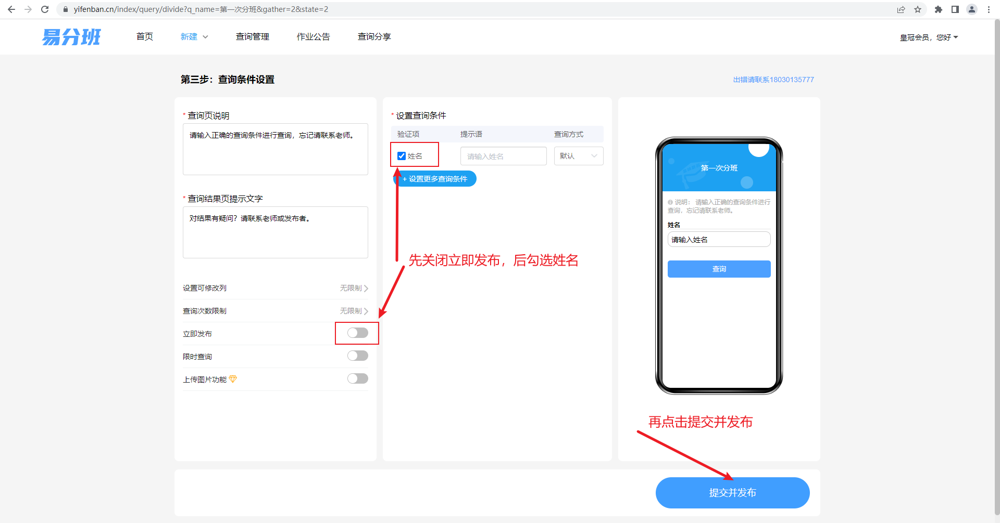 yifenban.cn/index/query/divide?q_name=第一次分班&gather=2&state=2
易分班
首页
新建
查询管理
作业公告
查询分享
皇冠会员，您好
第三步：查询条件设置
出错请联系18030135777
* 查询页说明
请输入正确的查询条件进行查询，忘记请联系老师。
* 查询结果页提示文字
对结果有疑问？请联系老师或发布者。
设置可修改列
无限制
查询次数限制
无限制
立即发布
限时查询
上传图片功能
* 设置查询条件
验证项
提示语
查询方式
姓名
请输入姓名
默认
+ 设置更多查询条件
先关闭立即发布，后勾选姓名
第一次分班
说明： 请输入正确的查询条件进行
查询，忘记请联系老师。
姓名
请输入姓名
查询
再点击提交并发布
提交并发布